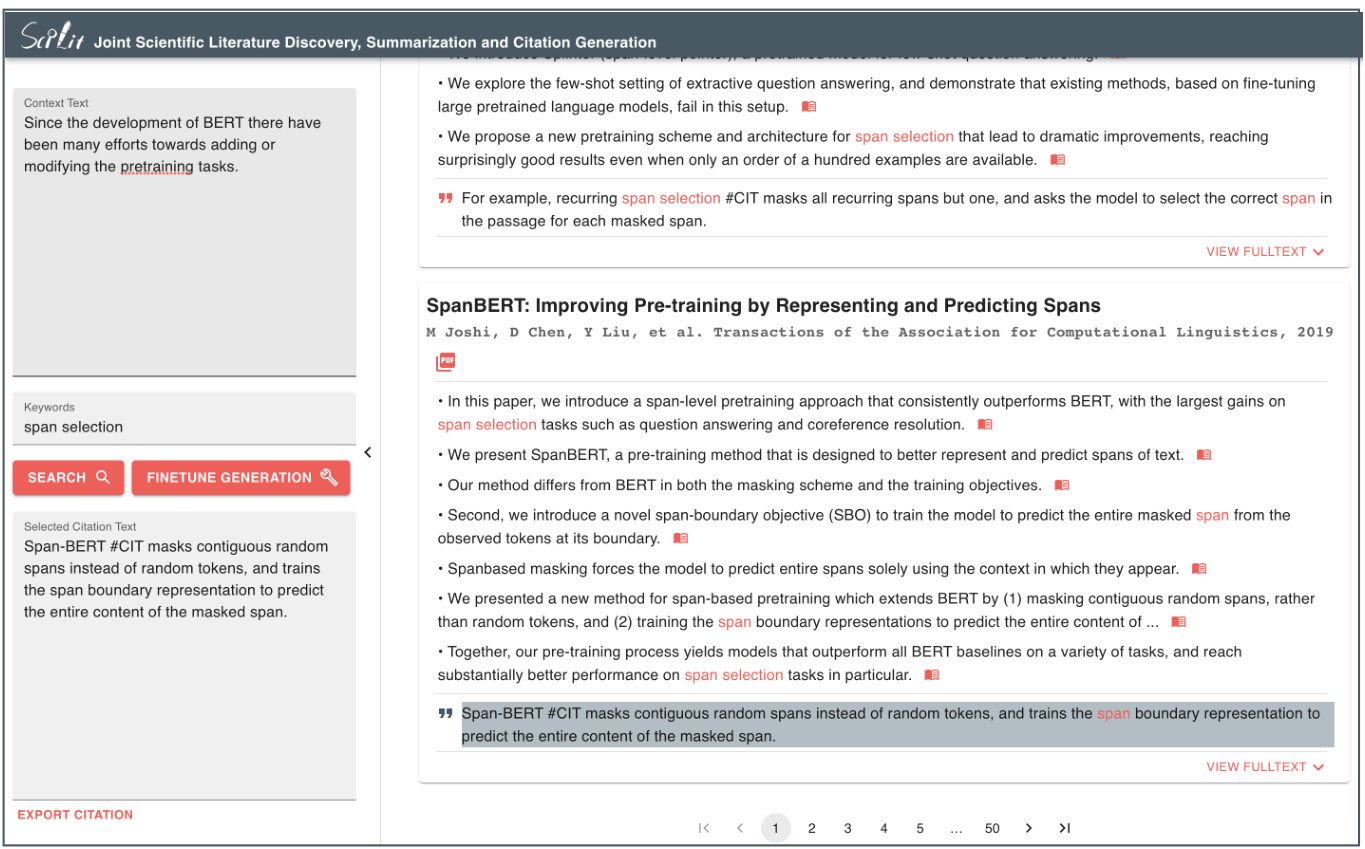 SciLit Joint Scientific Literature Discovery, Summarization and Citation Generation
Context Text
Since the development of BERT there have
been many efforts towards adding or
modifying the pretraining tasks.
Keywords
span selection
SEARCH
FINETUNE GENERATION
Selected Citation Text
Span-BERT #CIT masks contiguous random
spans instead of random tokens, and trains
the span boundary representation to predict
the entire content of the masked span.
EXPORT CITATION
• We explore the few-shot setting of extractive question answering, and demonstrate that existing methods, based on fine-tuning
large pretrained language models, fail in this setup.
• We propose a new pretraining scheme and architecture for span selection that lead to dramatic improvements, reaching
surprisingly good results even when only an order of a hundred examples are available.
For example, recurring span selection #CIT masks all recurring spans but one, and asks the model to select the correct span in
the passage for each masked span.
VIEW FULLTEXT
SpanBERT: Improving Pre-training by Representing and Predicting Spans
M Joshi, D Chen, Y Liu, et al. Transactions of the Association for Computational Linguistics, 2019
PDF
• In this paper, we introduce a span-level pretraining approach that consistently outperforms BERT, with the largest gains on
span selection tasks such as question answering and coreference resolution.
• We present SpanBERT, a pre-training method that is designed to better represent and predict spans of text.
• Our method differs from BERT in both the masking scheme and the training objectives.
• Second, we introduce a novel span-boundary objective (SBO) to train the model to predict the entire masked span from the
observed tokens at its boundary.
• Spanbased masking forces the model to predict entire spans solely using the context in which they appear.
• We presented a new method for span-based pretraining which extends BERT by (1) masking contiguous random spans, rather
than random tokens, and (2) training the span boundary representations to predict the entire content of ...
• Together, our pre-training process yields models that outperform all BERT baselines on a variety of tasks, and reach
substantially better performance on span selection tasks in particular.
Span-BERT #CIT masks contiguous random spans instead of random tokens, and trains the span boundary representation to
predict the entire content of the masked span.
VIEW FULLTEXT
1 2 3 4 5 ... 50